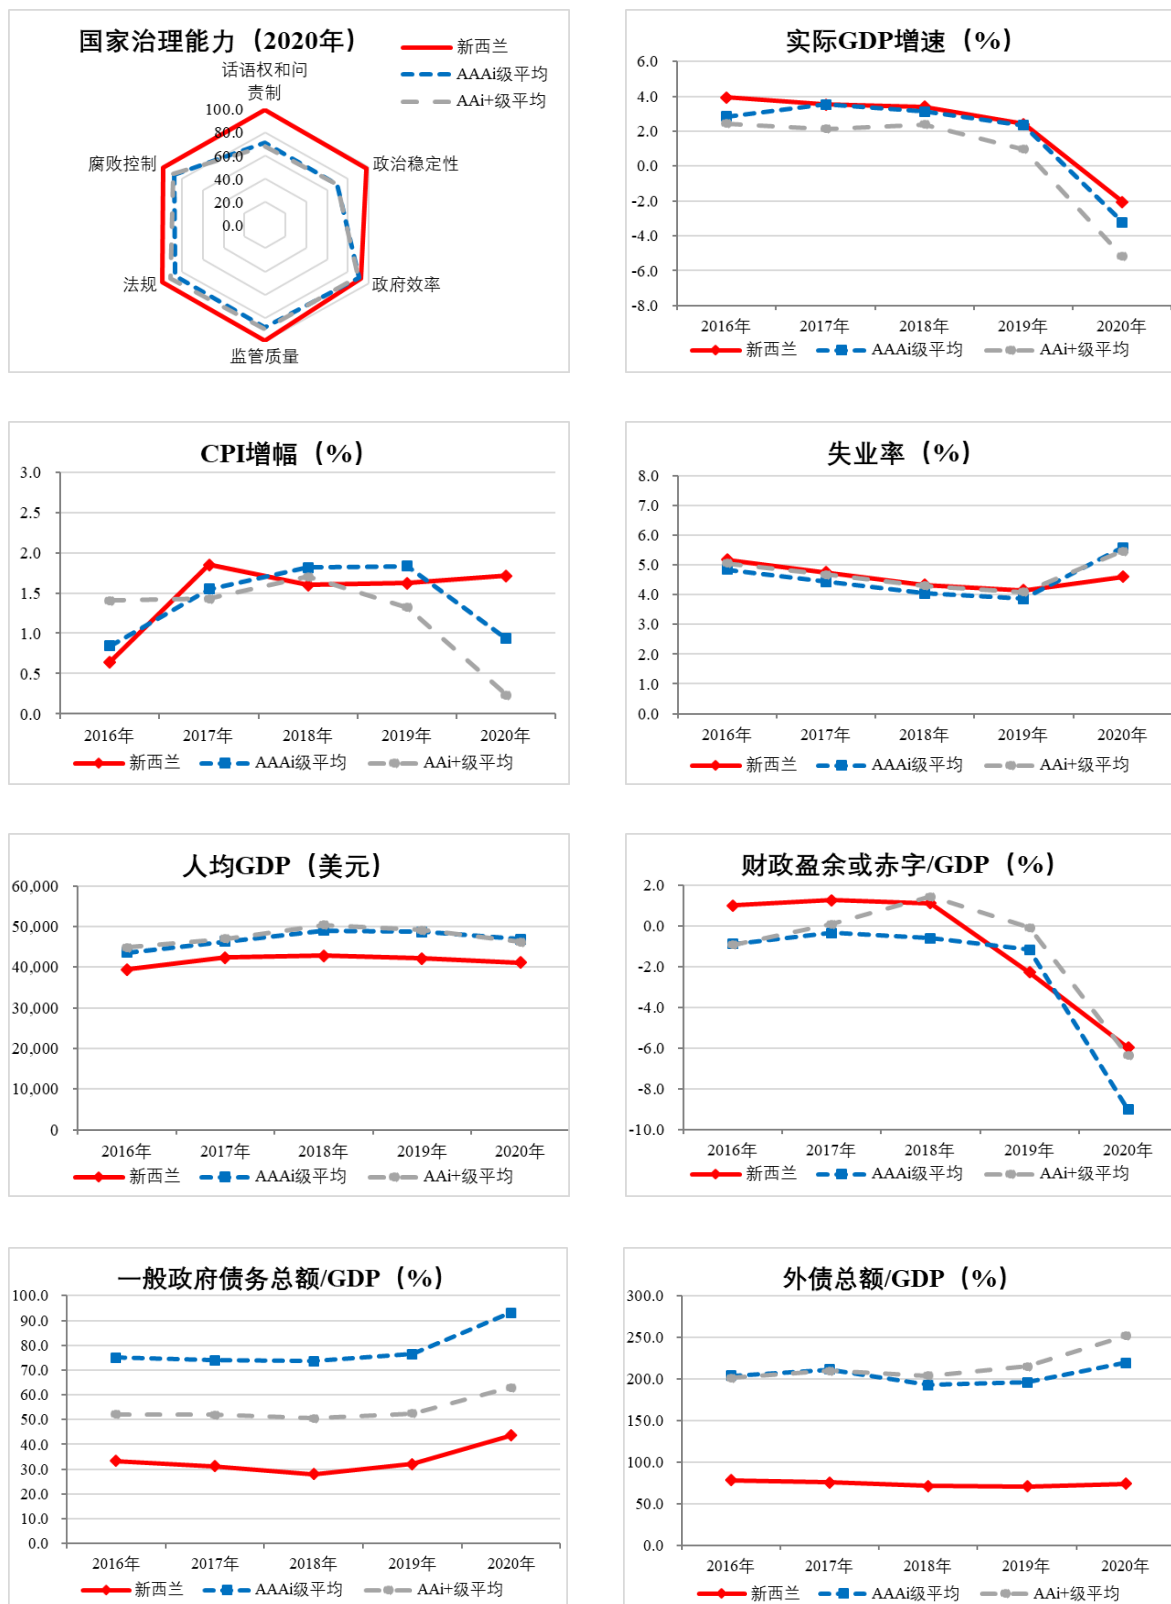 国家治理能力（2020年）
新西兰
AAAi级平均
AAi+级平均
话语权和问
责制
100.0
80.0
60.0
40.0
20.0
0.0
腐败控制
政治稳定性
法规
政府效率
监管质量
实际GDP增速（%）
6.0
4.0
2.0
0.0
-2.0
-4.0
-6.0
-8.0
2016年 2017年 2018年 2019年 2020年
新西兰 AAAi级平均 AAi+级平均
CPI增幅（%）
3.0
2.5
2.0
1.5
1.0
0.5
0.0
2016年 2017年 2018年 2019年 2020年
新西兰 AAAi级平均 AAi+级平均
失业率（%）
8.0
7.0
6.0
5.0
4.0
3.0
2.0
1.0
0.0
2016年 2017年 2018年 2019年 2020年
新西兰 AAAi级平均 AAi+级平均
人均GDP（美元）
60,000
50,000
40,000
30,000
20,000
10,000
0
2016年 2017年 2018年 2019年 2020年
新西兰 AAAi级平均 AAi+级平均
财政盈余或赤字/GDP（%）
2.0
0.0
-2.0
-4.0
-6.0
-8.0
-10.0
2016年 2017年 2018年 2019年 2020年
新西兰 AAAi级平均 AAi+级平均
一般政府债务总额/GDP（%）
100.0
90.0
80.0
70.0
60.0
50.0
40.0
30.0
20.0
10.0
0.0
2016年 2017年 2018年 2019年 2020年
新西兰 AAAi级平均 AAi+级平均
外债总额/GDP（%）
300.0
250.0
200.0
150.0
100.0
50.0
0.0
2016年 2017年 2018年 2019年 2020年
新西兰 AAAi级平均 AAi+级平均